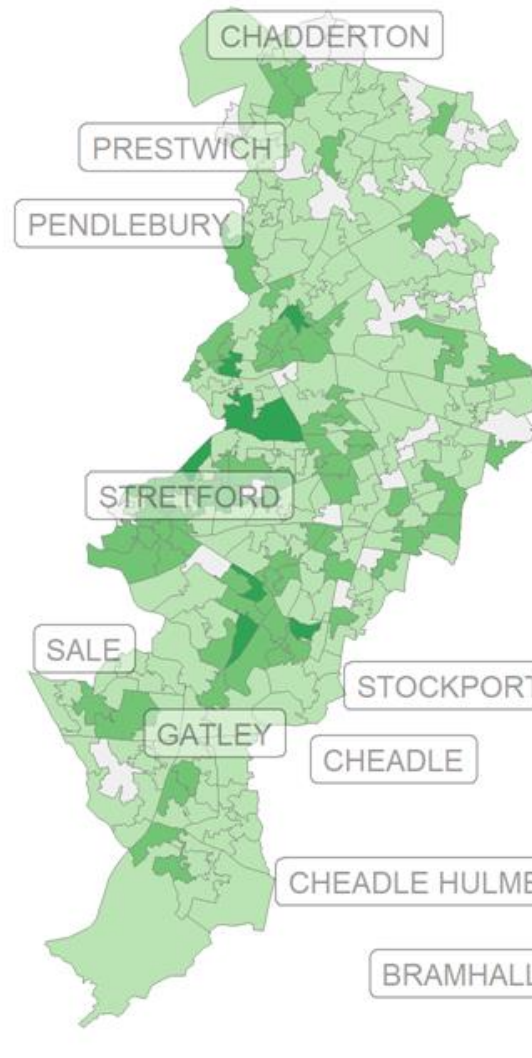 CHADDERTON
PRESTWICH
PENDLEBURY
STRETFORD
SALE
STOCKPORT
GATLEY
CHEADLE
CHEADLE HULME
BRAMHALL